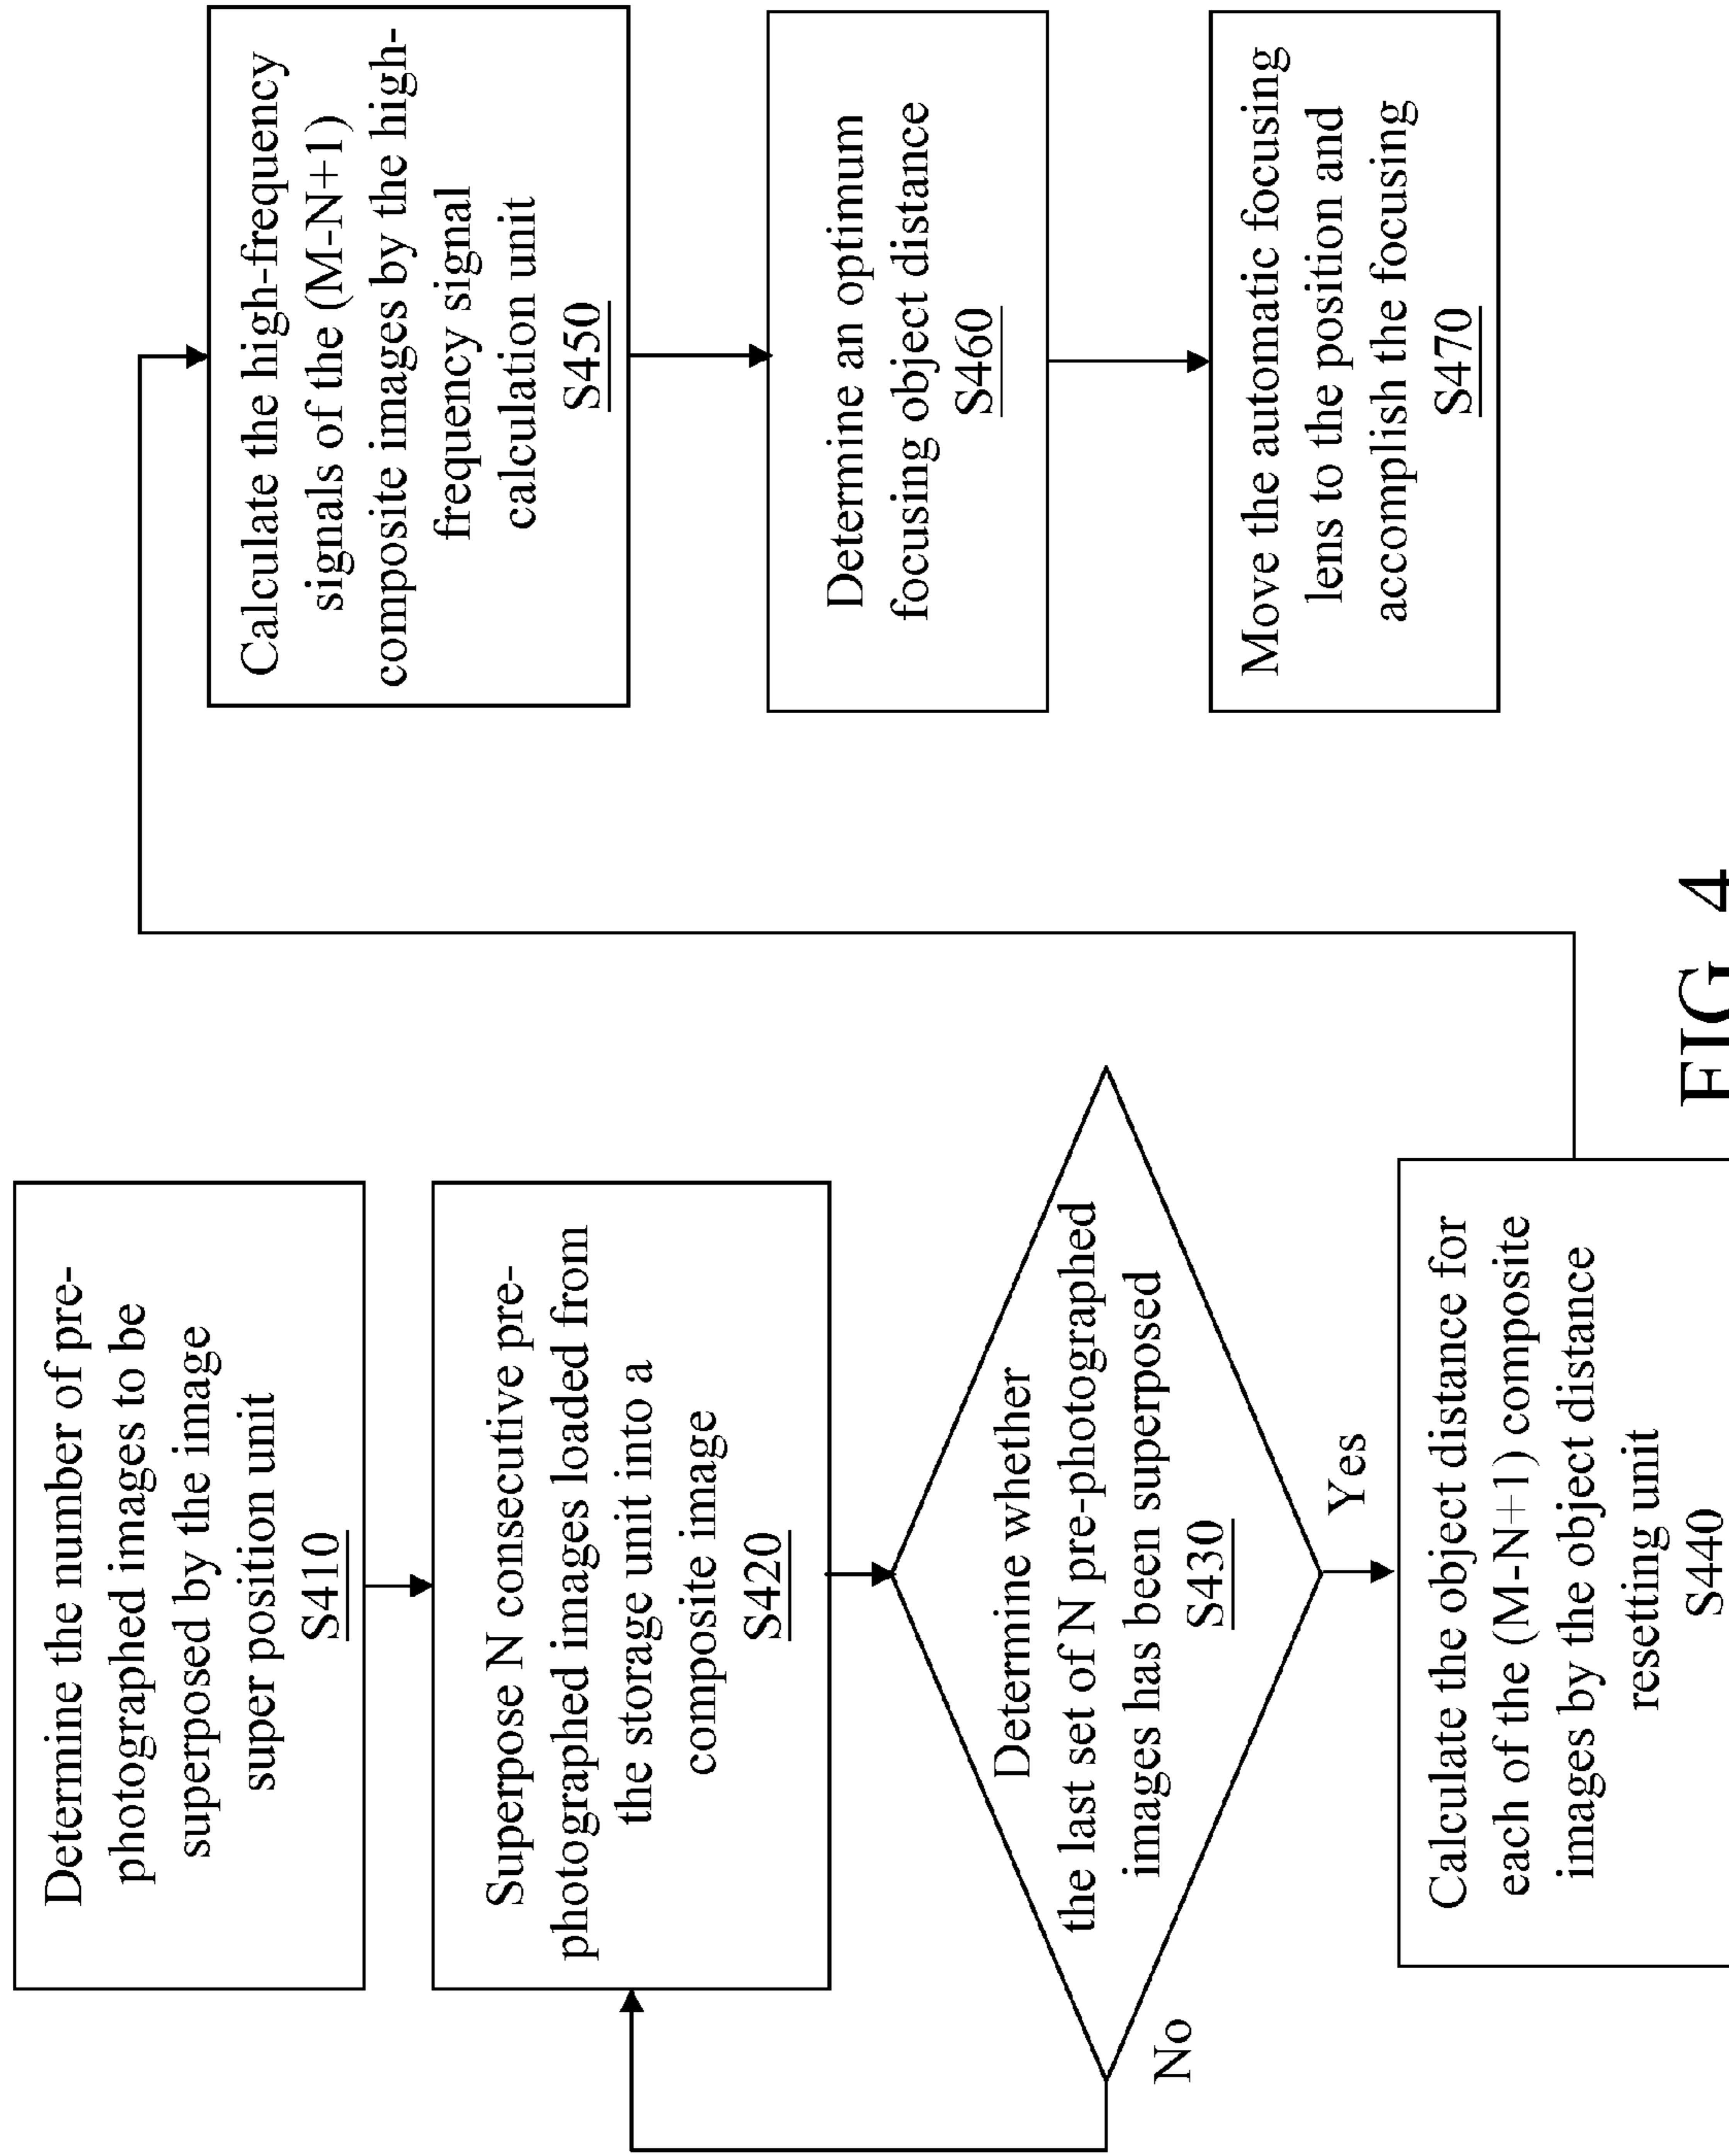 Determine the number of pre-
photographed images to be
superposed by the image
super position unit
S410
Superpose N consecutive pre-
photographed images loaded from
the storage unit into a
composite image
S420
Determine whether
the last set of N pre-photographed
images has been superposed
S430
No
Yes
Calculate the object distance for
each of the (M-N+1) composite
images by the object distance
resetting unit
S440
Calculate the high-frequency
signals of the (M-N+1)
composite images by the high-
frequency signal
calculation unit
S450
Determine an optimum
focusing object distance
S460
Move the automatic focusing
lens to the position and
accomplish the focusing
S470
FIG. 4